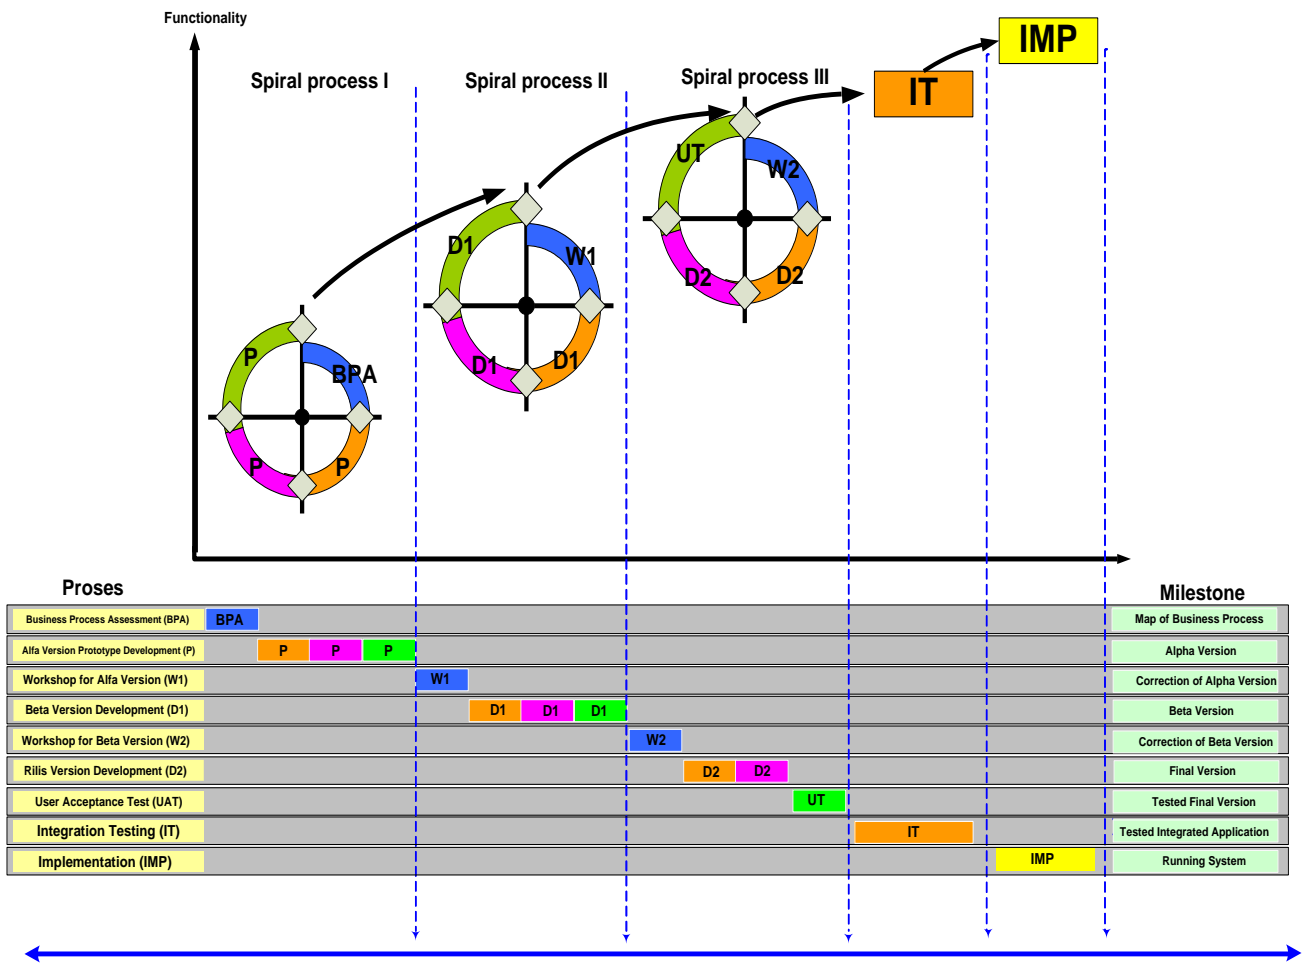 Functionality
IMP
Spiral process I
Spiral process II
Spiral process III
IT
UT
W2
D2
D2
D1
W1
D1
D1
P
BPA
P
P
Proses
Milestone
Business Process Assessment (BPA)
BPA
Map of Business Process
Alfa Version Prototype Development (P)
P
P
P
Alpha Version
Workshop for Alfa Version (W1)
W1
Correction of Alpha Version
Beta Version Development (D1)
D1
D1
D1
Beta Version
Workshop for Beta Version (W2)
W2
Correction of Beta Version
Rilis Version Development (D2)
D2
D2
Final Version
User Acceptance Test (UAT)
UT
Tested Final Version
Integration Testing (IT)
IT
Tested Integrated Application
Implementation (IMP)
IMP
Running System